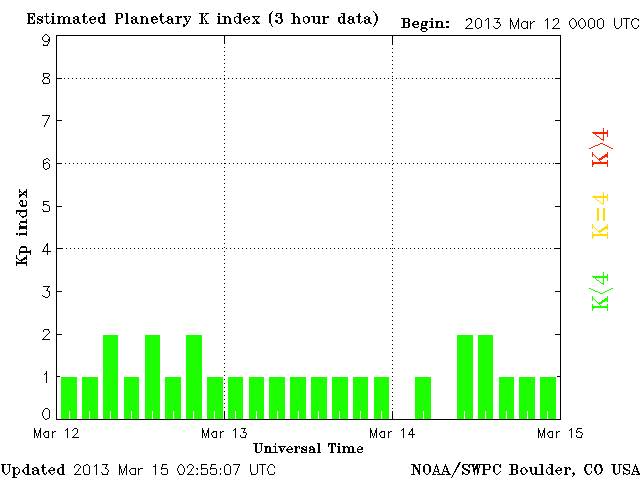 Estimated Planetary K index (3 hour data)
Begin: 2013 Mar 12 0000 UTC
9
8
7
6
5
4
3
2
1
0
Kp index
K>4
K=4
K<4
Mar 12 Mar 13 Mar 14 Mar 15
Universal Time
Updated 2013 Mar 15 02:55:07 UTC
NOAA/SWPC Boulder, CO USA